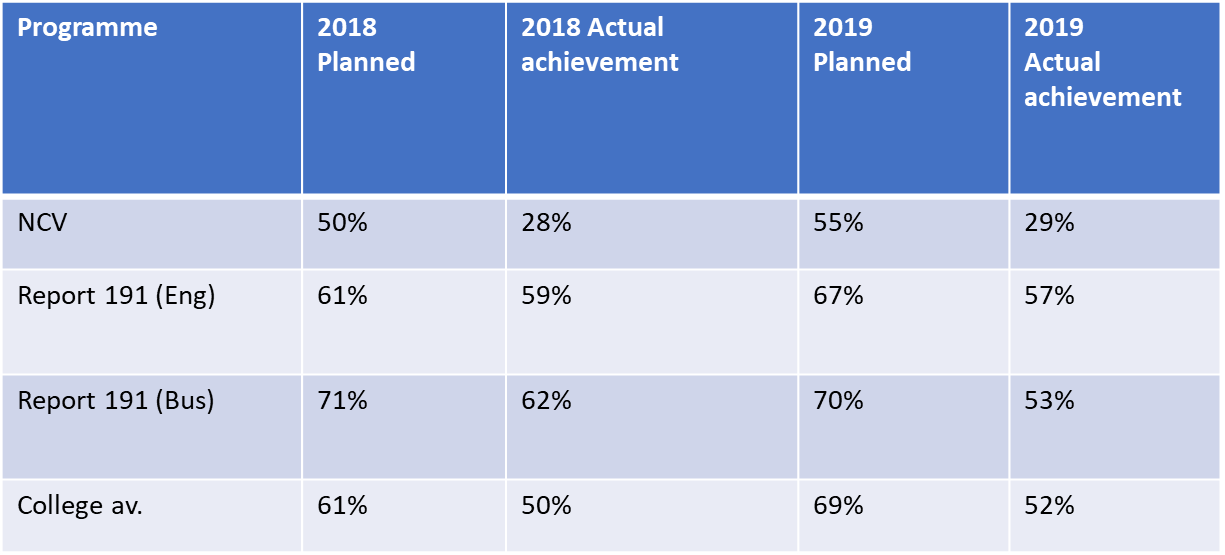 Programme 2018 Planned 2018 Actual achievement 2019 Planned 2019 Actual achievement
NCV 50% 28% 55% 29%
Report 191 (Eng) 61% 59% 67% 57%
Report 191 (Bus) 71% 62% 70% 53%
College av. 61% 50% 69% 52%